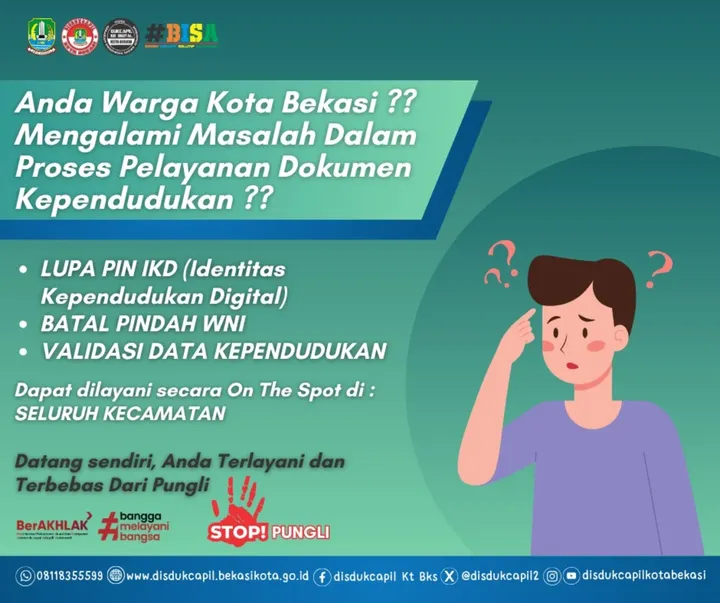 #BISA
Anda Warga Kota Bekasi ??
Mengalami Masalah Dalam
Proses Pelayanan Dokumen
Kependudukan ??
• LUPA PIN IKD (Identitas
Kependudukan Digital)
• BATAL PINDAH WNI
• VALIDASI DATA KEPENDUDUKAN
Dapat dilayani secara On The Spot di :
SELURUH KECAMATAN
Datang sendiri, Anda Terlayani dan
Terbebas Dari Pungli
BerAKHLAK
#bangga
melayani
bangsa
STOP! PUNGLI
08118355599 www.disdukcapil.bekasikota.go.id disdukcapil Kt Bks @disdukcapil2 disdukcapilkotabekasi